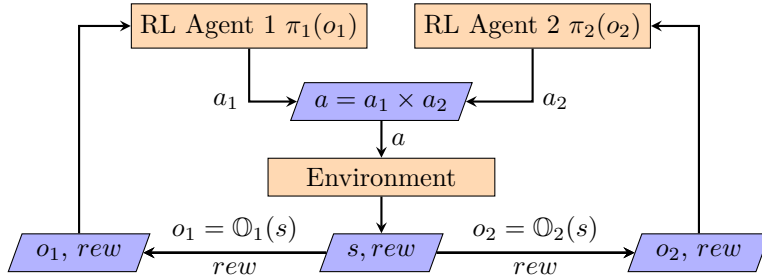 RL Agent 1 π₁(o₁)
RL Agent 2 π₂(o₂)
a₁
a = a₁ × a₂
a₂
a
Environment
o₁ = 𝕆₁(s)
o₂ = 𝕆₂(s)
o₁, rew
s, rew
o₂, rew
rew
rew